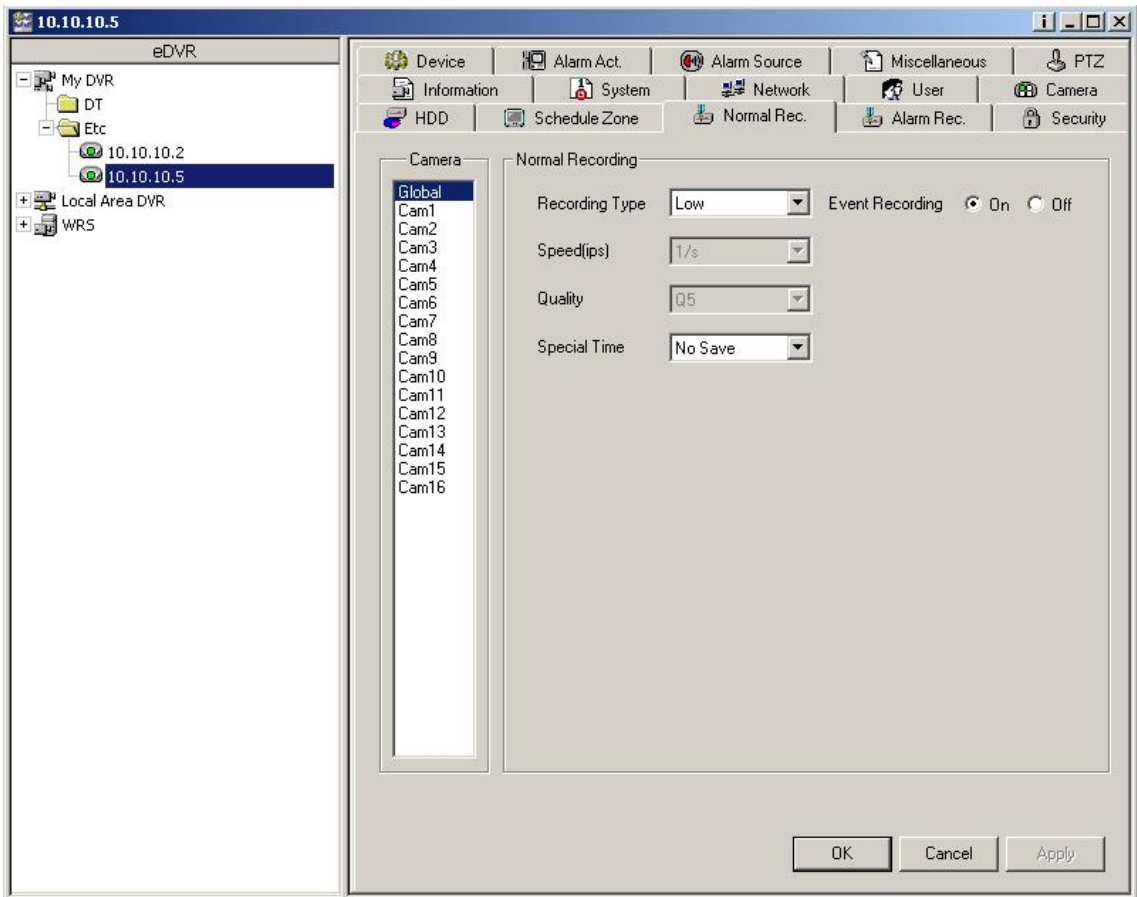 10.10.10.5
eDVR
My DVR
DT
Etc
10.10.10.2
10.10.10.5
Local Area DVR
WRS
Device Alarm Act. Alarm Source Miscellaneous PTZ
Information System Network User Camera
HDD Schedule Zone Normal Rec. Alarm Rec. Security
Camera
Global
Cam1
Cam2
Cam3
Cam4
Cam5
Cam6
Cam7
Cam8
Cam9
Cam10
Cam11
Cam12
Cam13
Cam14
Cam15
Cam16
Normal Recording
Recording Type Low Event Recording On Off
Speed(ips) 1/s
Quality Q5
Special Time No Save
OK Cancel Apply